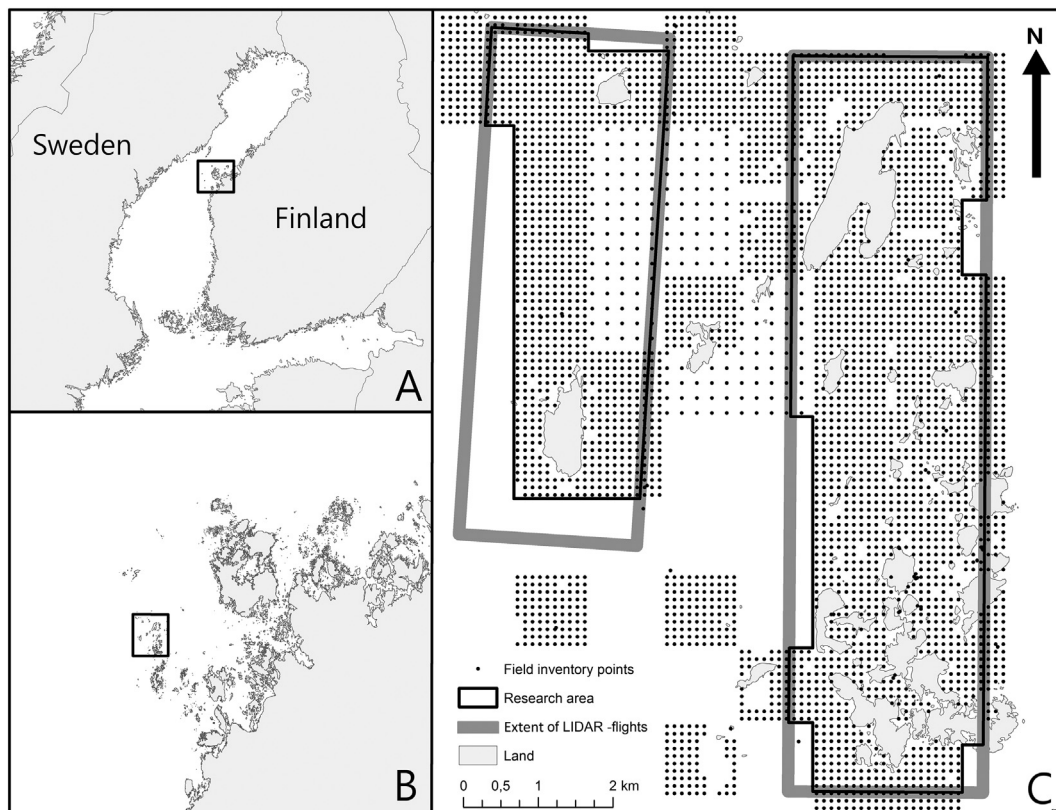 Sweden
Finland
A
B
N
Field inventory points
Research area
Extent of LIDAR -flights
Land
0 0,5 1 2 km
C